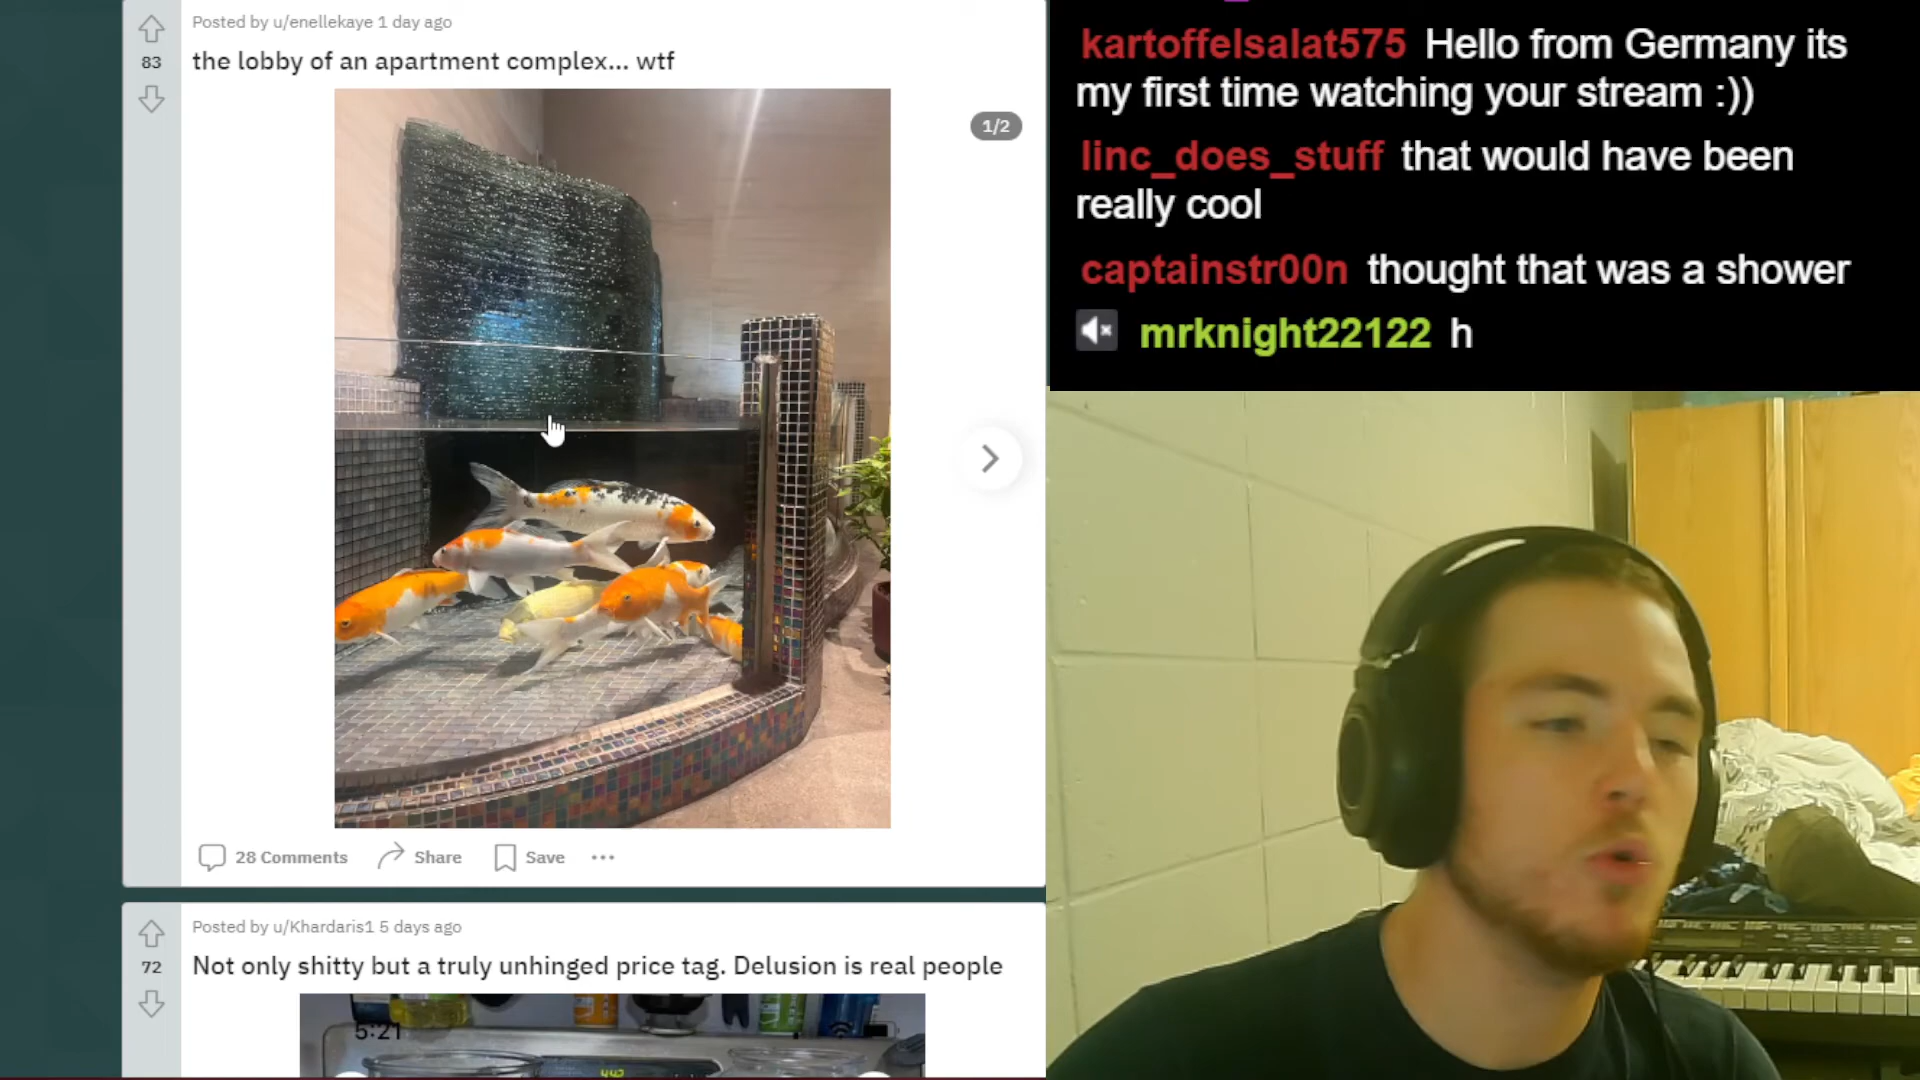 Posted by u/enellekaye 1 day ago
83
the lobby of an apartment complex... wtf
1/2
28 Comments
Share
Save
Posted by u/Khardaris1 5 days ago
72
Not only shitty but a truly unhinged price tag. Delusion is real people
5:21
443
kartoffelsalat575 Hello from Germany its
my first time watching your stream :))
linc_does_stuff that would have been
really cool
captainstr00n thought that was a shower
mrknight22122 h